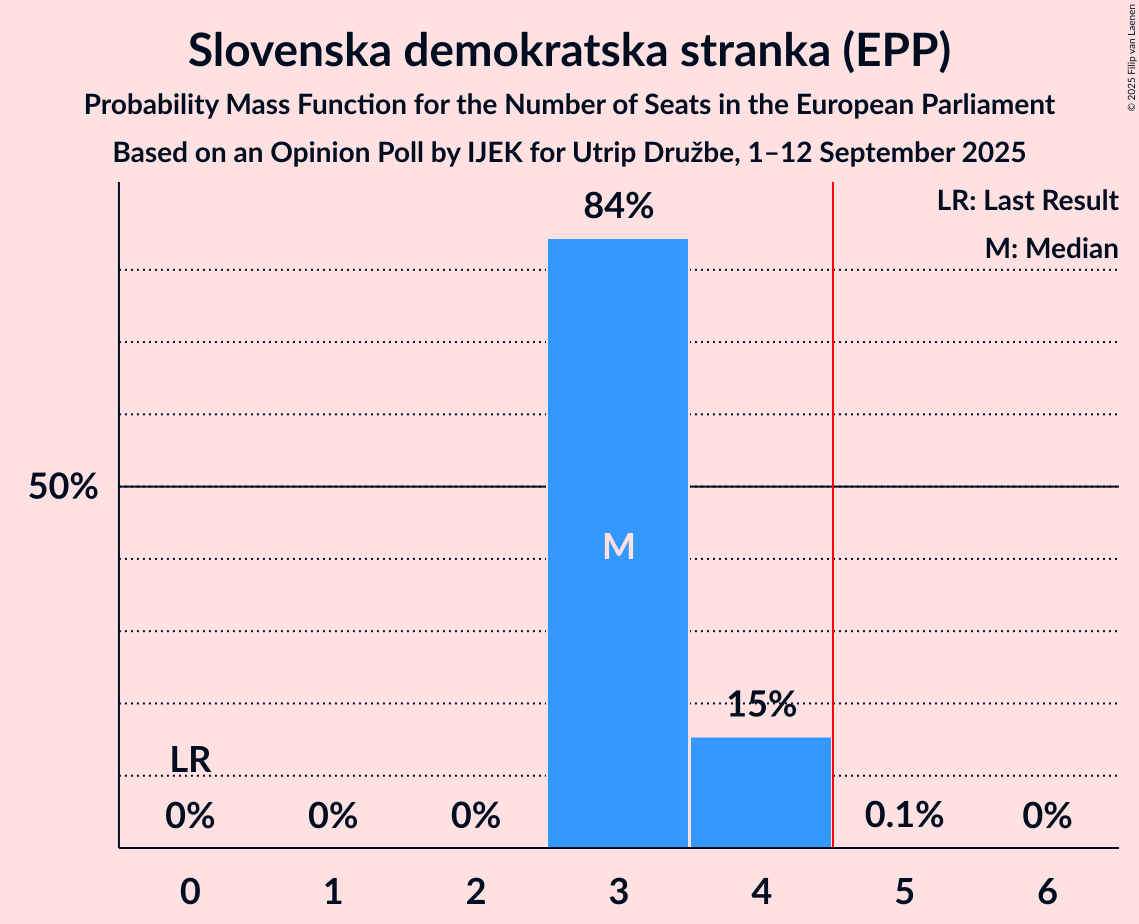 Slovenska demokratska stranka (EPP)
Probability Mass Function for the Number of Seats in the European Parliament
Based on an Opinion Poll by IJEK for Utrip Družbe, 1–12 September 2025
© 2025 Filip van Laenen
LR: Last Result
M: Median
84%
50%
M
15%
LR
0% 0% 0% 0.1% 0%
0 1 2 3 4 5 6